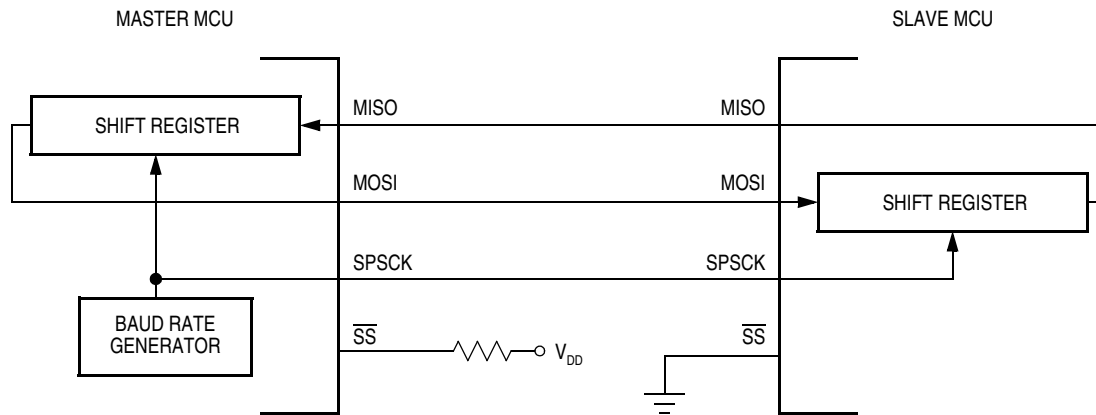 MASTER MCU
SLAVE MCU
SHIFT REGISTER
MISO
MISO
MOSI
MOSI
SHIFT REGISTER
SPSCK
SPSCK
BAUD RATE
GENERATOR
SS
VDD
SS